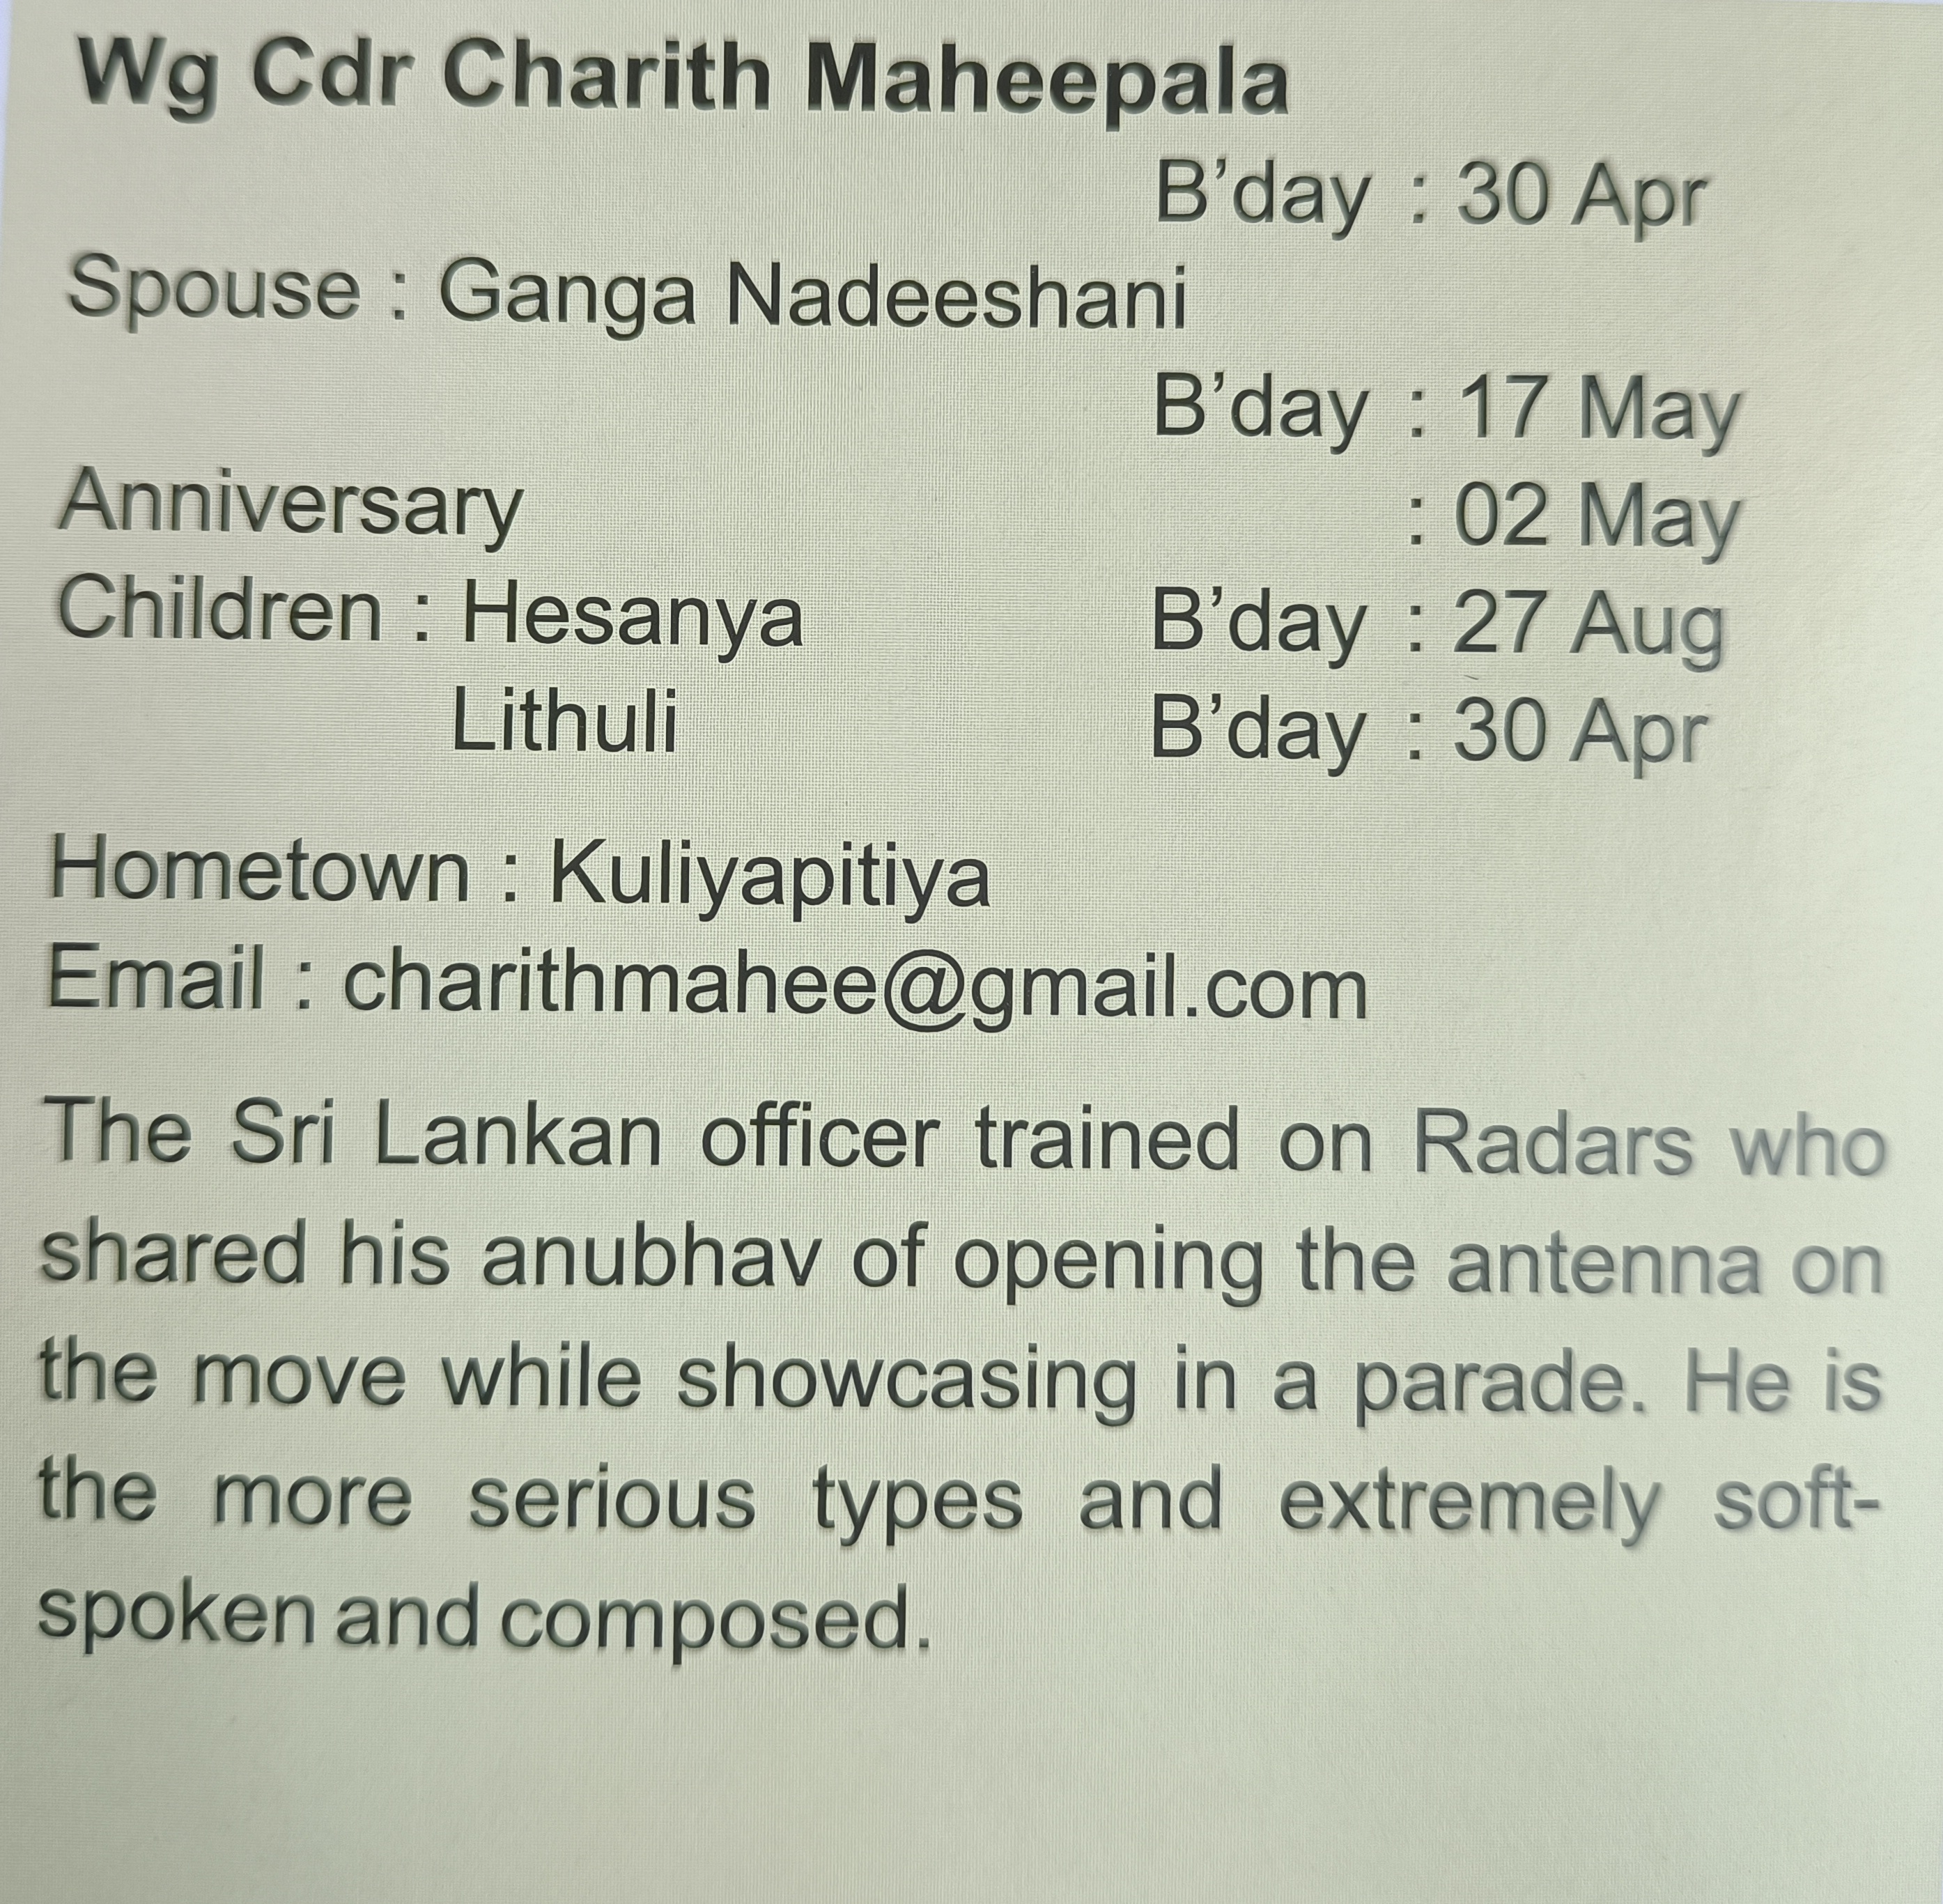 Wg Cdr Charith Maheepala
B’day : 30 Apr
Spouse : Ganga Nadeeshani
B’day : 17 May
Anniversary : 02 May
Children : Hesanya B’day : 27 Aug
Lithuli B’day : 30 Apr
Hometown : Kuliyapitiya
Email : charithmahee@gmail.com
The Sri Lankan officer trained on Radars who
shared his anubhav of opening the antenna on
the move while showcasing in a parade. He is
the more serious types and extremely soft-
spoken and composed.